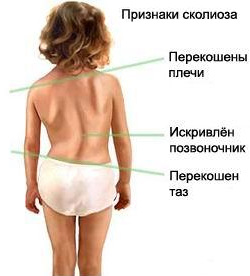 Признаки сколиоза
Перекошены
плечи
Искривлён
позвоночник
Перекошен
таз